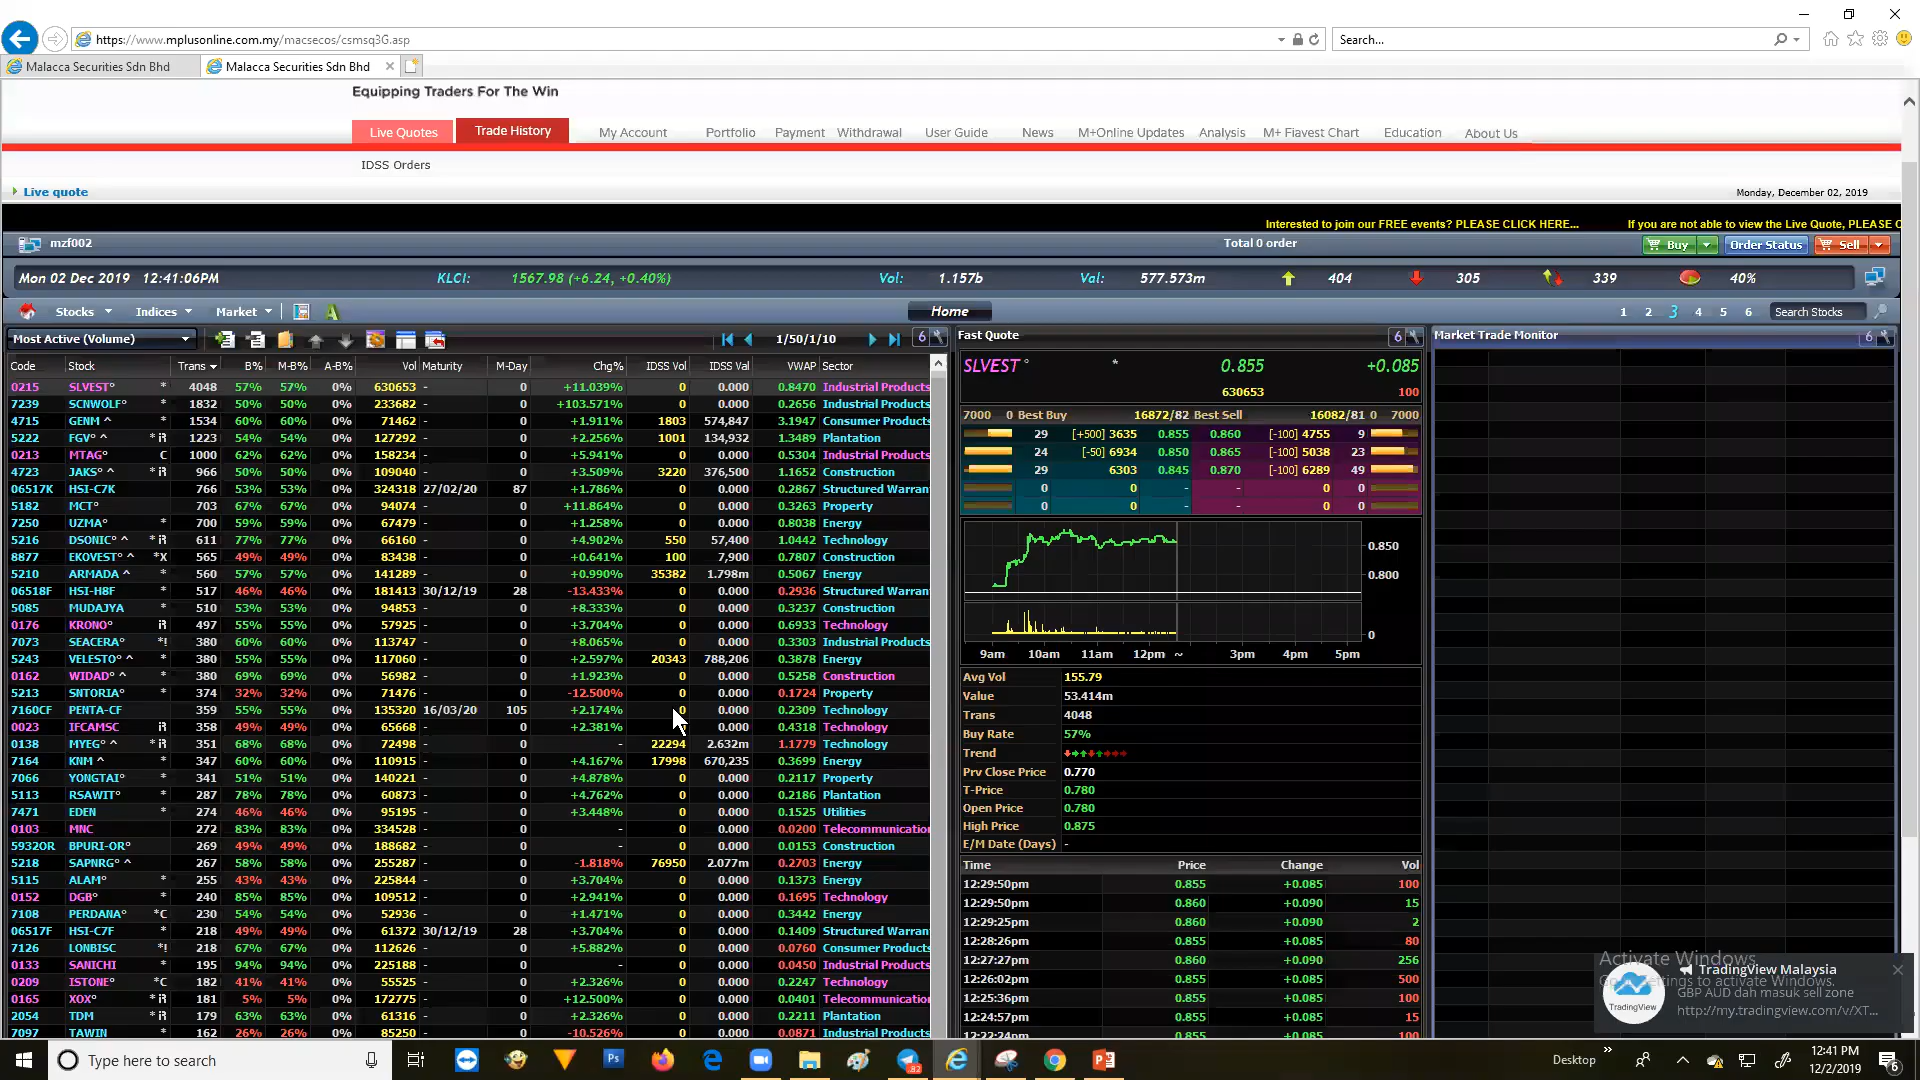 https://www.mplusonline.com.my/macsecos/csmsq3G.asp
Search...
Malacca Securities Sdn Bhd
Malacca Securities Sdn Bhd
Equipping Traders For The Win
Live Quotes Trade History My Account Portfolio Payment Withdrawal User Guide News M+Online Updates Analysis M+ Fiavest Chart Education About Us
IDSS Orders
Live quote
Monday, December 02, 2019
Interested to join our FREE events? PLEASE CLICK HERE... If you are not able to view the Live Quote, PLEASE C
mzf002 Total 0 order Buy Order Status Sell
Mon 02 Dec 2019 12:41:06PM KLCI: 1567.98 (+6.24, +0.40%) Vol: 1.157b Val: 577.573m 404 305 339 40%
Stocks Indices Market A Home 1 2 3 4 5 6 Search Stocks
Most Active (Volume) 1/50/1/10 6
Code Stock Trans B% M-B% A-B% Vol Maturity M-Day Chg% IDSS Vol IDSS Val VWAP Sector
0215 SLVEST° * 4048 57% 57% 0% 630653 - 0 +11.039% 0 0.000 0.8470 Industrial Products
7239 SCNWOLF° * 1832 50% 50% 0% 233682 - 0 +103.571% 0 0.000 0.2656 Industrial Products
4715 GENM ^ * 1534 60% 60% 0% 71462 - 0 +1.911% 1803 574,847 3.1947 Consumer Products
5222 FGV° ^ * iR 1223 54% 54% 0% 127292 - 0 +2.256% 1001 134,932 1.3489 Plantation
0213 MTAG° C 1000 62% 62% 0% 158234 - 0 +5.941% 0 0.000 0.5304 Industrial Products
4723 JAKS° ^ * iR 966 50% 50% 0% 109040 - 0 +3.509% 3220 376,500 1.1652 Construction
06517K HSI-C7K 766 53% 53% 0% 324318 27/02/20 87 +1.786% 0 0.000 0.2867 Structured Warran
5182 MCT° 703 67% 67% 0% 94074 - 0 +11.864% 0 0.000 0.3263 Property
7250 UZMA° * 700 59% 59% 0% 67479 - 0 +1.258% 0 0.000 0.8038 Energy
5216 DSONIC° ^ * iR 611 77% 77% 0% 66160 - 0 +4.902% 550 57,400 1.0442 Technology
8877 EKOVEST° ^ *X 565 49% 49% 0% 83438 - 0 +0.641% 100 7,900 0.7807 Construction
5210 ARMADA ^ * 560 57% 57% 0% 141289 - 0 +0.990% 35382 1.798m 0.5067 Energy
06518F HSI-H8F * 517 46% 46% 0% 181413 30/12/19 28 -13.433% 0 0.000 0.2936 Structured Warran
5085 MUDAJYA * 510 53% 53% 0% 94853 - 0 +8.333% 0 0.000 0.3237 Construction
0176 KRONO° iR 497 55% 55% 0% 57925 - 0 +3.704% 0 0.000 0.6933 Technology
7073 SEACERA° *! 380 60% 60% 0% 113747 - 0 +8.065% 0 0.000 0.3303 Industrial Products
5243 VELESTO° ^ * 380 55% 55% 0% 117060 - 0 +2.597% 20343 788,206 0.3878 Energy
0162 WIDAD° ^ * 380 69% 69% 0% 56982 - 0 +1.923% 0 0.000 0.5258 Construction
5213 SNTORIA° * 374 32% 32% 0% 71476 - 0 -12.500% 0 0.000 0.1724 Property
7160CF PENTA-CF 359 55% 55% 0% 135320 16/03/20 105 +2.174% 0 0.000 0.2309 Technology
0023 IFCAMSC iR 358 49% 49% 0% 65668 - 0 +2.381% 0 0.000 0.4318 Technology
0138 MYEG° ^ * iR 351 68% 68% 0% 72498 - 0 - 22294 2.632m 1.1779 Technology
7164 KNM ^ * 347 60% 60% 0% 110915 - 0 +4.167% 17998 670,235 0.3699 Energy
7066 YONGTAI° * 341 51% 51% 0% 140221 - 0 +4.878% 0 0.000 0.2117 Property
5113 RSAWIT° * 287 78% 78% 0% 60873 - 0 +4.762% 0 0.000 0.2186 Plantation
7471 EDEN * 274 46% 46% 0% 95195 - 0 +3.448% 0 0.000 0.1525 Utilities
0103 MNC 272 83% 83% 0% 334528 - 0 - 0 0.000 0.0200 Telecommunicatio
5932OR BPURI-OR° 269 49% 49% 0% 188682 - 0 - 0 0.000 0.0153 Construction
5218 SAPNRG° ^ * 267 58% 58% 0% 255287 - 0 -1.818% 76950 2.077m 0.2703 Energy
5115 ALAM° * 255 43% 43% 0% 225844 - 0 +3.704% 0 0.000 0.1373 Energy
0152 DGB° * 240 85% 85% 0% 109512 - 0 +2.941% 0 0.000 0.1695 Technology
7108 PERDANA° *C 230 54% 54% 0% 52936 - 0 +1.471% 0 0.000 0.3442 Energy
06517F HSI-C7F * 218 49% 49% 0% 61372 30/12/19 28 +3.704% 0 0.000 0.1409 Structured Warran
7126 LONBISC *! 218 67% 67% 0% 112626 - 0 +5.882% 0 0.000 0.0760 Consumer Products
0133 SANICHI * 195 94% 94% 0% 225188 - 0 - 0 0.000 0.0450 Industrial Products
0209 ISTONE° *C 182 41% 41% 0% 55525 - 0 +2.326% 0 0.000 0.2247 Technology
0165 XOX° * iR 181 5% 5% 0% 172775 - 0 +12.500% 0 0.000 0.0401 Telecommunicatio
2054 TDM * iR 179 63% 63% 0% 61316 - 0 +2.326% 0 0.000 0.2211 Plantation
7097 TAWIN * 162 26% 26% 0% 85250 - 0 -10.526% 0 0.000 0.0871 Industrial Products
Fast Quote 6
SLVEST° * 0.855 +0.085
630653 100
7000 0 Best Buy 16872/82 Best Sell 16082/81 0 7000
29 [+500] 3635 0.855 0.860 [-100] 4755 9
24 [-50] 6934 0.850 0.865 [-100] 5038 23
29 6303 0.845 0.870 [-100] 6289 49
0 0 - - 0 0
0 0 - - 0 0
0.850
0.800
0
9am 10am 11am 12pm ~ 3pm 4pm 5pm
Avg Vol 155.79
Value 53.414m
Trans 4048
Buy Rate 57%
Trend
Prv Close Price 0.770
T-Price 0.780
Open Price 0.780
High Price 0.875
E/M Date (Days) -
Time Price Change Vol
12:29:50pm 0.855 +0.085 100
12:29:50pm 0.860 +0.090 15
12:29:25pm 0.860 +0.090 2
12:28:26pm 0.855 +0.085 80
12:27:27pm 0.860 +0.090 256
12:26:02pm 0.855 +0.085 500
12:25:36pm 0.855 +0.085 100
12:24:57pm 0.855 +0.085 15
12:22:24pm 0.855 +0.085 100
Market Trade Monitor 6
Activate Windows
Go to Settings to activate Windows.
TradingView Malaysia
GBP AUD dah masuk sell zone
http://my.tradingview.com/v/XT...
TradingView
Type here to search
Ps
82
Desktop
12:41 PM
12/2/2019
6